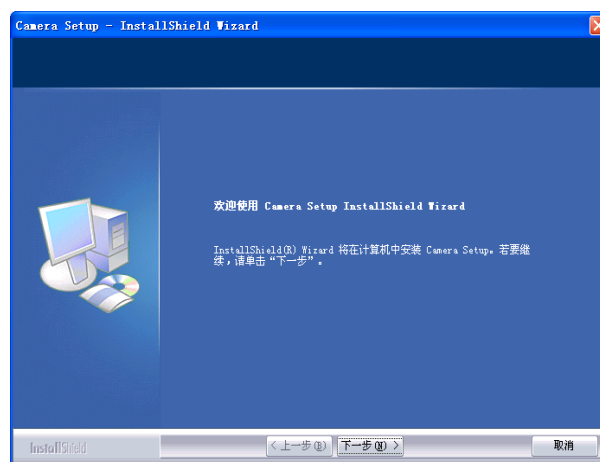 Camera Setup - InstallShield Wizard
欢迎使用 Camera Setup InstallShield Wizard
InstallShield(R) Wizard 将在计算机中安装 Camera Setup。若要继
续，请单击“下一步”。
InstallShield
<上一步(B)
下一步(N) >
取消